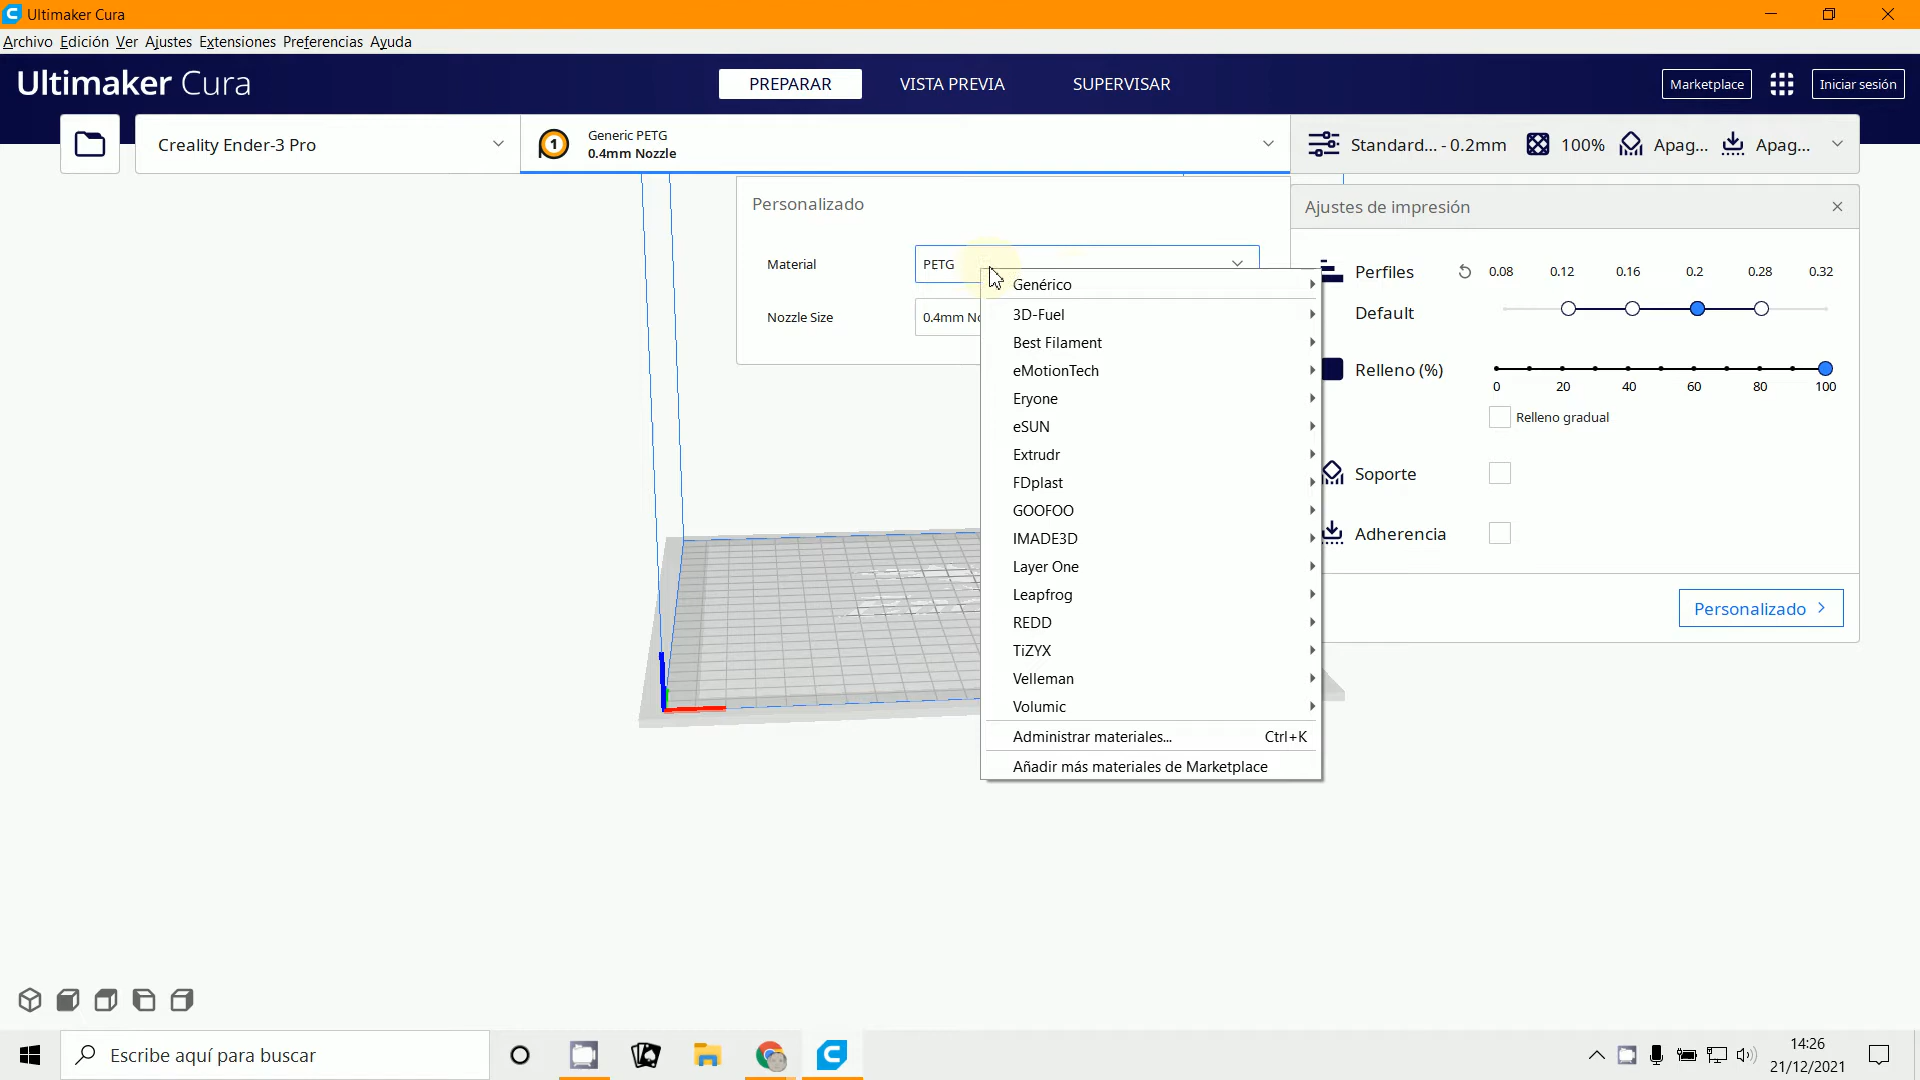 Ultimaker Cura
Archivo Edición Ver Ajustes Extensiones Preferencias Ayuda
Ultimaker Cura
PREPARAR
VISTA PREVIA
SUPERVISAR
Marketplace
Iniciar sesión
Creality Ender-3 Pro
1
Generic PETG
0.4mm Nozzle
Standard... - 0.2mm
100%
Apag...
Apag...
Personalizado
Material
PETG
Nozzle Size
0.4mm
Genérico
3D-Fuel
Best Filament
eMotionTech
Eryone
eSUN
Extrudr
FDplast
GOOFOO
IMADE3D
Layer One
Leapfrog
REDD
TiZYX
Velleman
Volumic
Administrar materiales... Ctrl+K
Añadir más materiales de Marketplace
Ajustes de impresión
Perfiles
0.08 0.12 0.16 0.2 0.28 0.32
Default
Relleno (%)
0 20 40 60 80 100
Relleno gradual
Soporte
Adherencia
Personalizado
Escribe aquí para buscar
14:26
21/12/2021